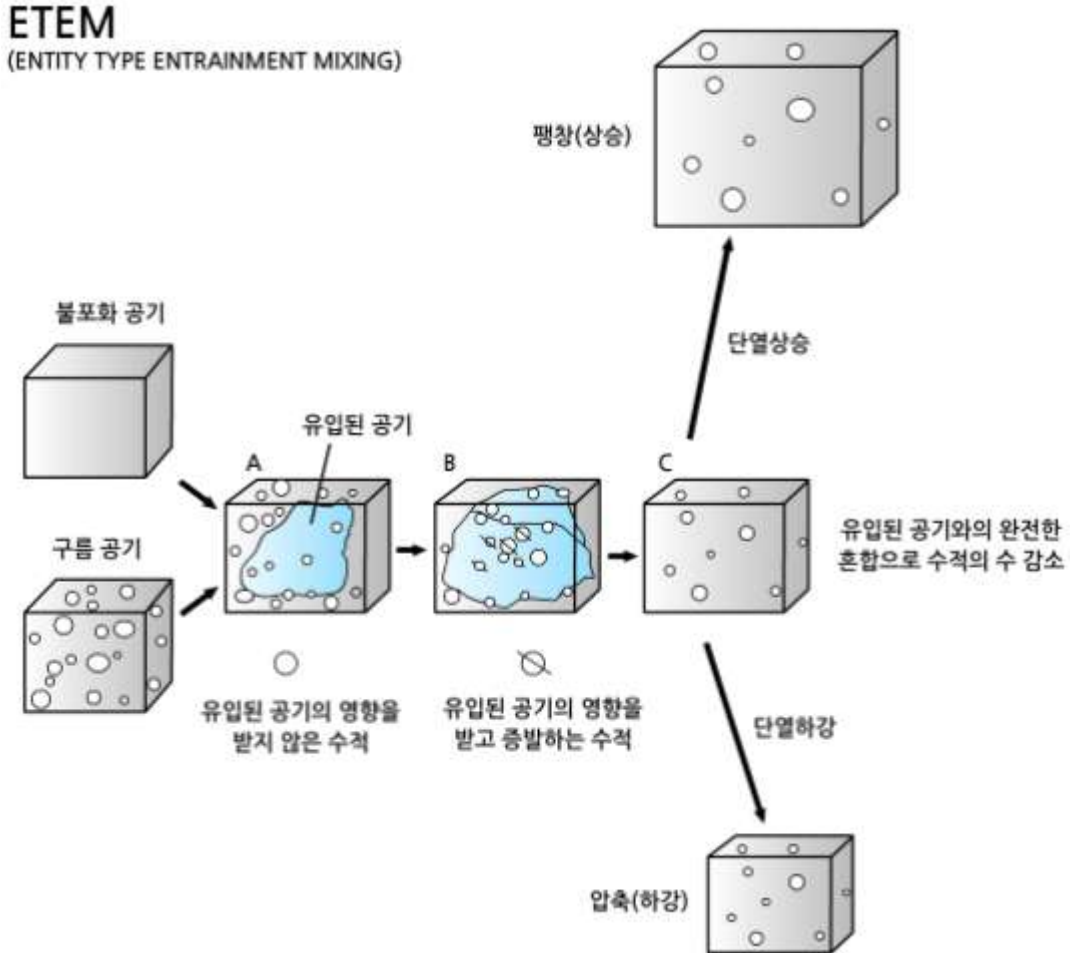 ETEM
(ENTITY TYPE ENTRAINMENT MIXING)
팽창(상승)
불포화 공기
단열상승
유입된 공기
A
B
C
구름 공기
유입된 공기와의 완전한
혼합으로 수적의 수 감소
유입된 공기의 영향을
받지 않은 수적
유입된 공기의 영향을
받고 증발하는 수적
단열하강
압축(하강)